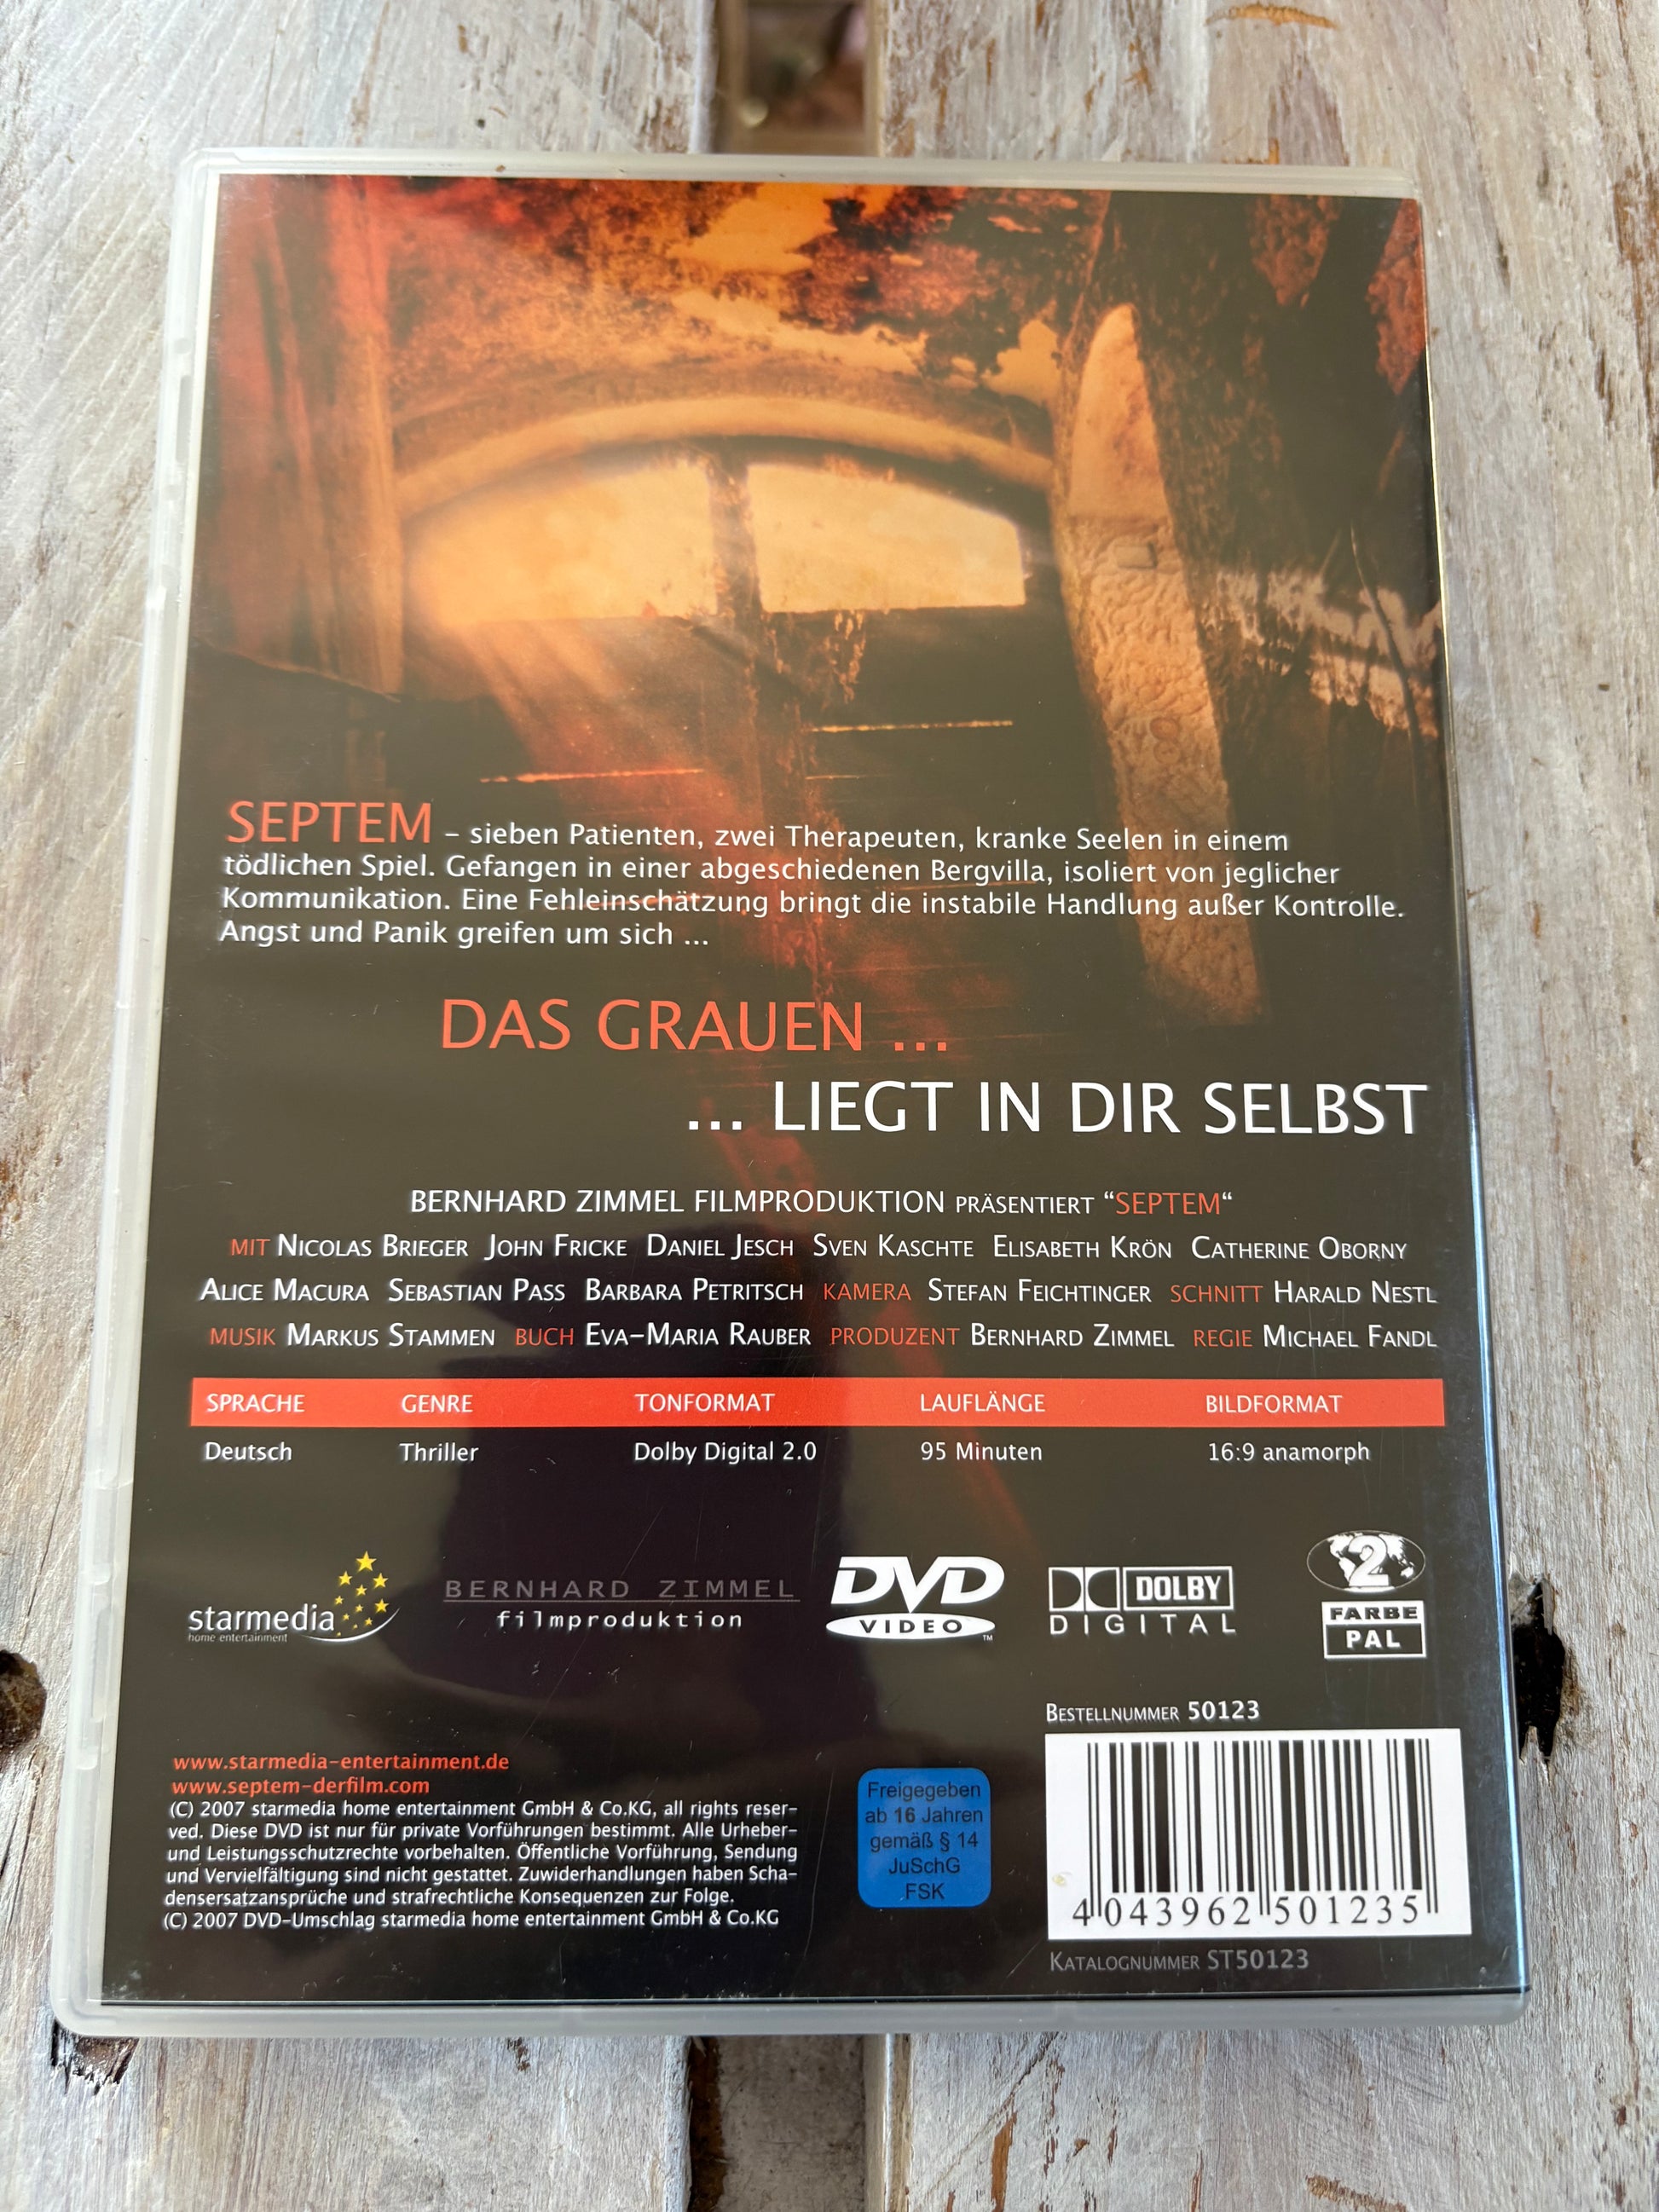 SEPTEM – sieben Patienten, zwei Therapeuten, kranke Seelen in einem
tödlichen Spiel. Gefangen in einer abgeschiedenen Bergvilla, isoliert von jeglicher
Kommunikation. Eine Fehleinschätzung bringt die instabile Handlung außer Kontrolle.
Angst und Panik greifen um sich ...
DAS GRAUEN ...
... LIEGT IN DIR SELBST
BERNHARD ZIMMEL FILMPRODUKTION PRÄSENTIERT “SEPTEM“
MIT NICOLAS BRIEGER JOHN FRICKE DANIEL JESCH SVEN KASCHTE ELISABETH KRÖN CATHERINE OBORNY
ALICE MACURA SEBASTIAN PASS BARBARA PETRITSCH KAMERA STEFAN FEICHTINGER SCHNITT HARALD NESTL
MUSIK MARKUS STAMMEN BUCH EVA-MARIA RAUBER PRODUZENT BERNHARD ZIMMEL REGIE MICHAEL FANDL
SPRACHE GENRE TONFORMAT LAUFLÄNGE BILDFORMAT
Deutsch Thriller Dolby Digital 2.0 95 Minuten 16:9 anamorph
starmedia
home entertainment
BERNHARD ZIMMEL
filmproduktion
DVD
VIDEO
™
DOLBY
DIGITAL
2
FARBE
PAL
BESTELLNUMMER 50123
www.starmedia-entertainment.de
www.septem-derfilm.com
(C) 2007 starmedia home entertainment GmbH & Co.KG, all rights reser-
ved. Diese DVD ist nur für private Vorführungen bestimmt. Alle Urheber-
und Leistungsschutzrechte vorbehalten. Öffentliche Vorführung, Sendung
und Vervielfältigung sind nicht gestattet. Zuwiderhandlungen haben Scha-
densersatzansprüche und strafrechtliche Konsequenzen zur Folge.
(C) 2007 DVD-Umschlag starmedia home entertainment GmbH & Co.KG
Freigegeben
ab 16 Jahren
gemäß § 14
JuSchG
FSK
4 043962 501235
KATALOGNUMMER ST50123